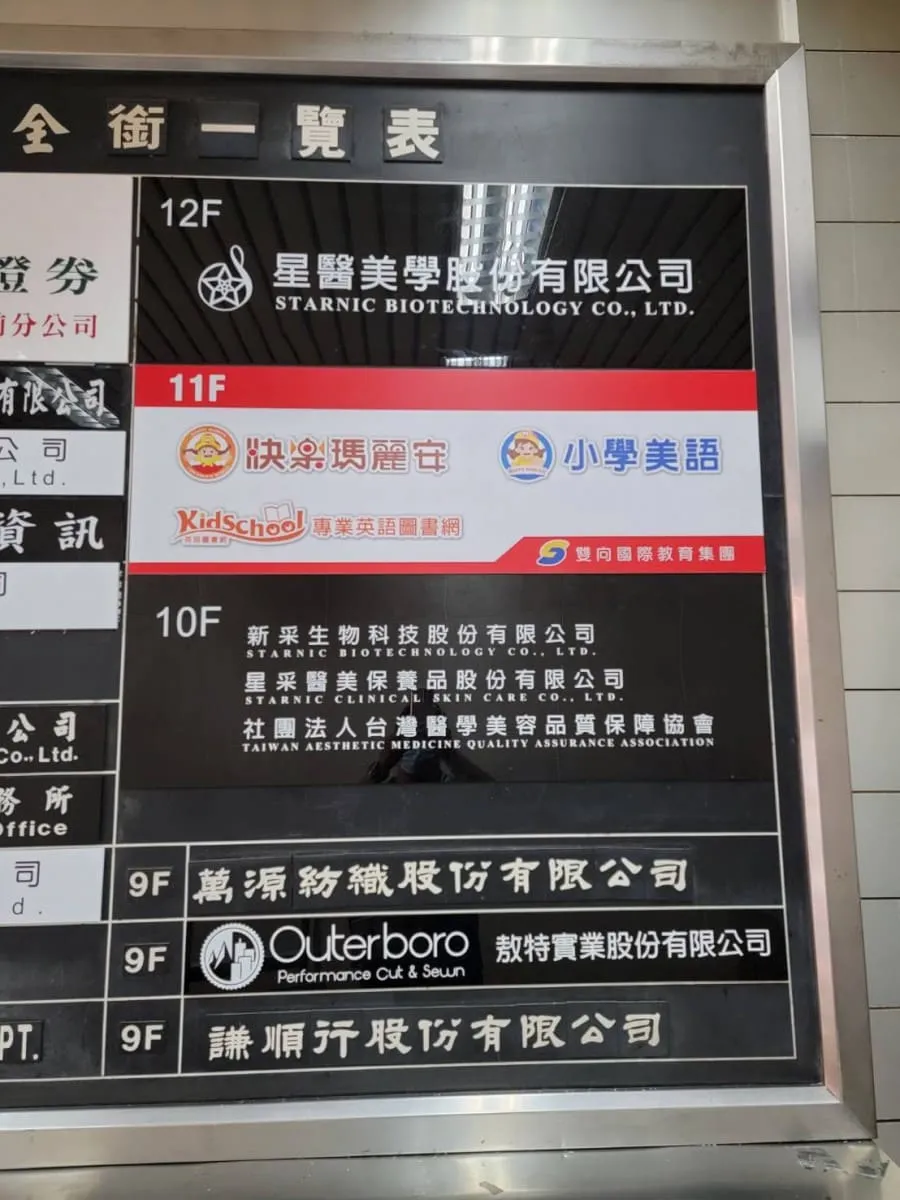 全銜一覽表
證券
前分公司
有限公司
公司
,Ltd.
資訊
司
公司
Co., Ltd.
務所
Office
司
d.
PT.
12F
星醫美學股份有限公司
STARNIC BIOTECHNOLOGY CO., LTD.
11F
快樂瑪麗安
小學美語
KidSchool 專業英語圖書網
雙向國際教育集團
10F
新采生物科技股份有限公司
STARNIC BIOTECHNOLOGY CO., LTD.
星采醫美保養品股份有限公司
STARNIC CLINICAL SKIN CARE CO., LTD.
社團法人台灣醫學美容品質保障協會
TAIWAN AESTHETIC MEDICINE QUALITY ASSURANCE ASSOCIATION
9F 萬源紡織股份有限公司
9F Outerboro 敖特實業股份有限公司
Performance Cut & Sewn
9F 謙順行股份有限公司